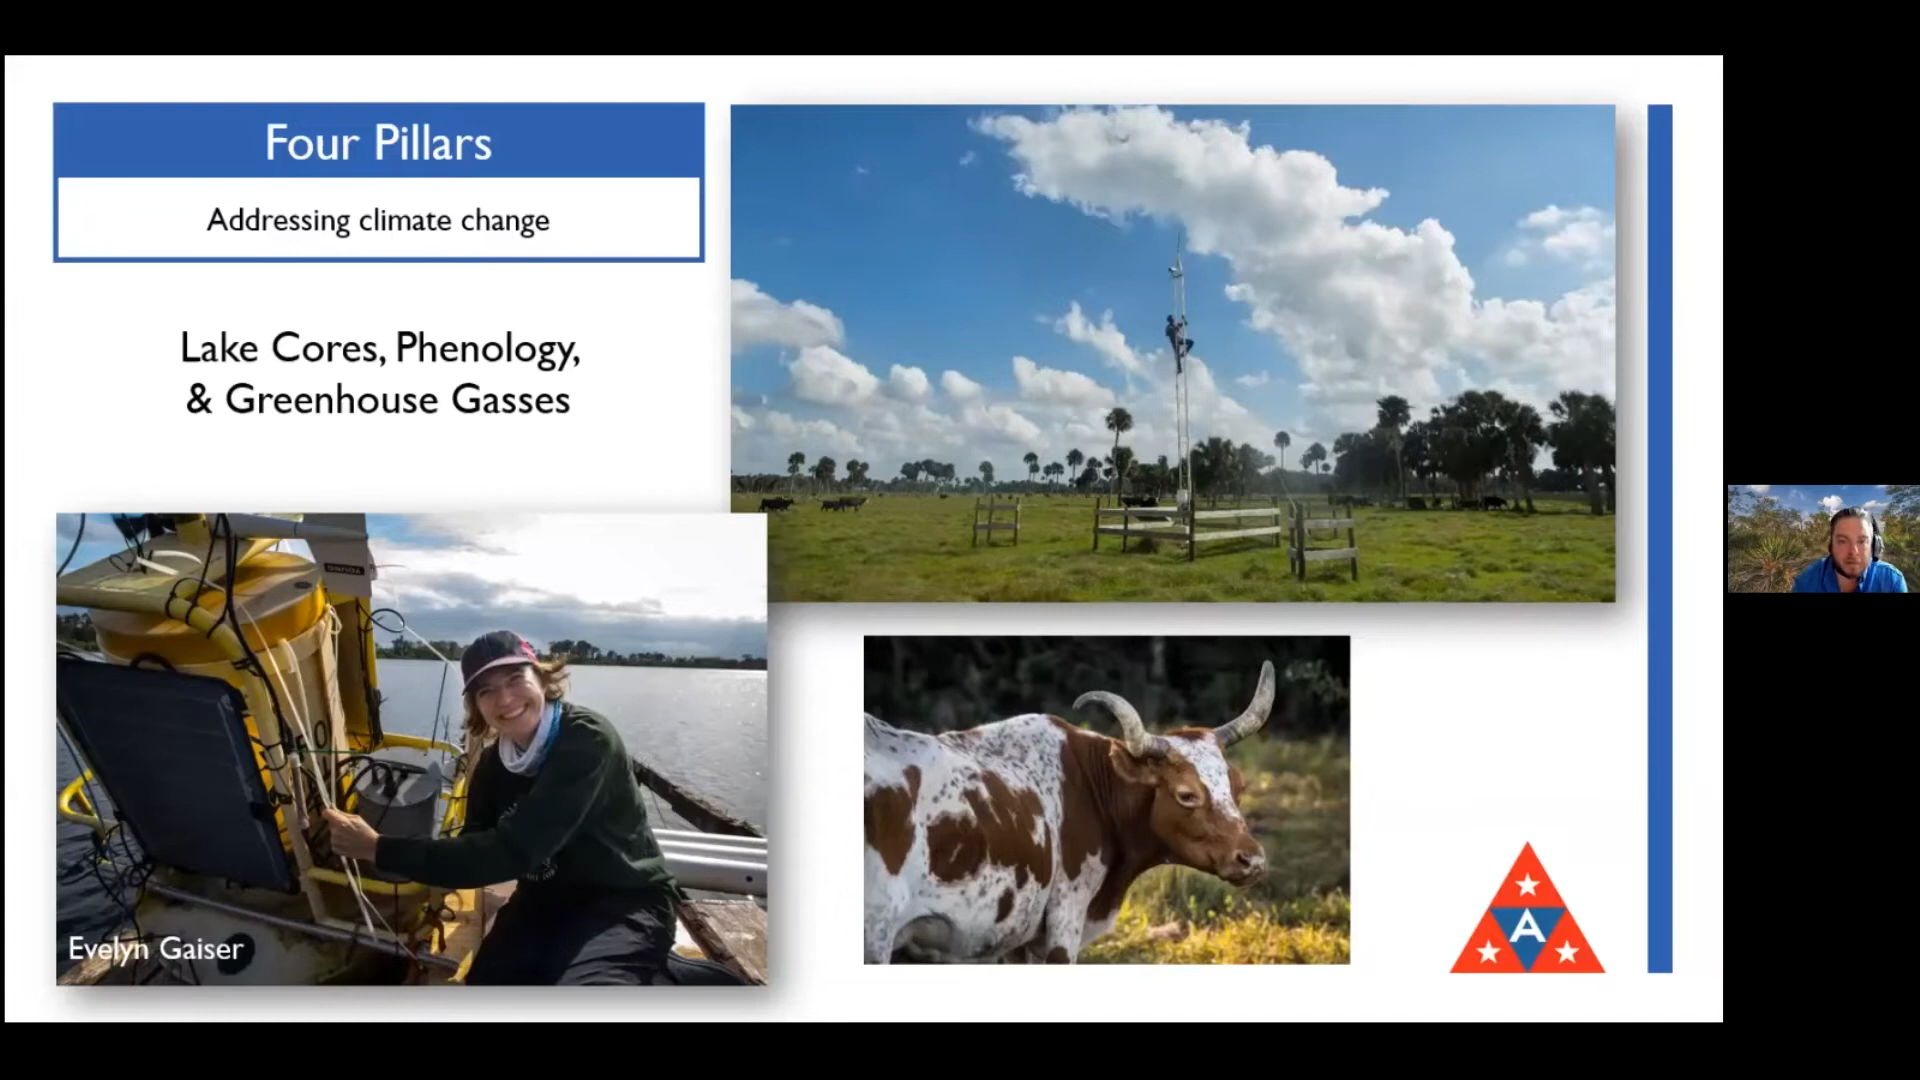 Four Pillars
Addressing climate change
Lake Cores, Phenology,
& Greenhouse Gasses
Evelyn Gaiser
A